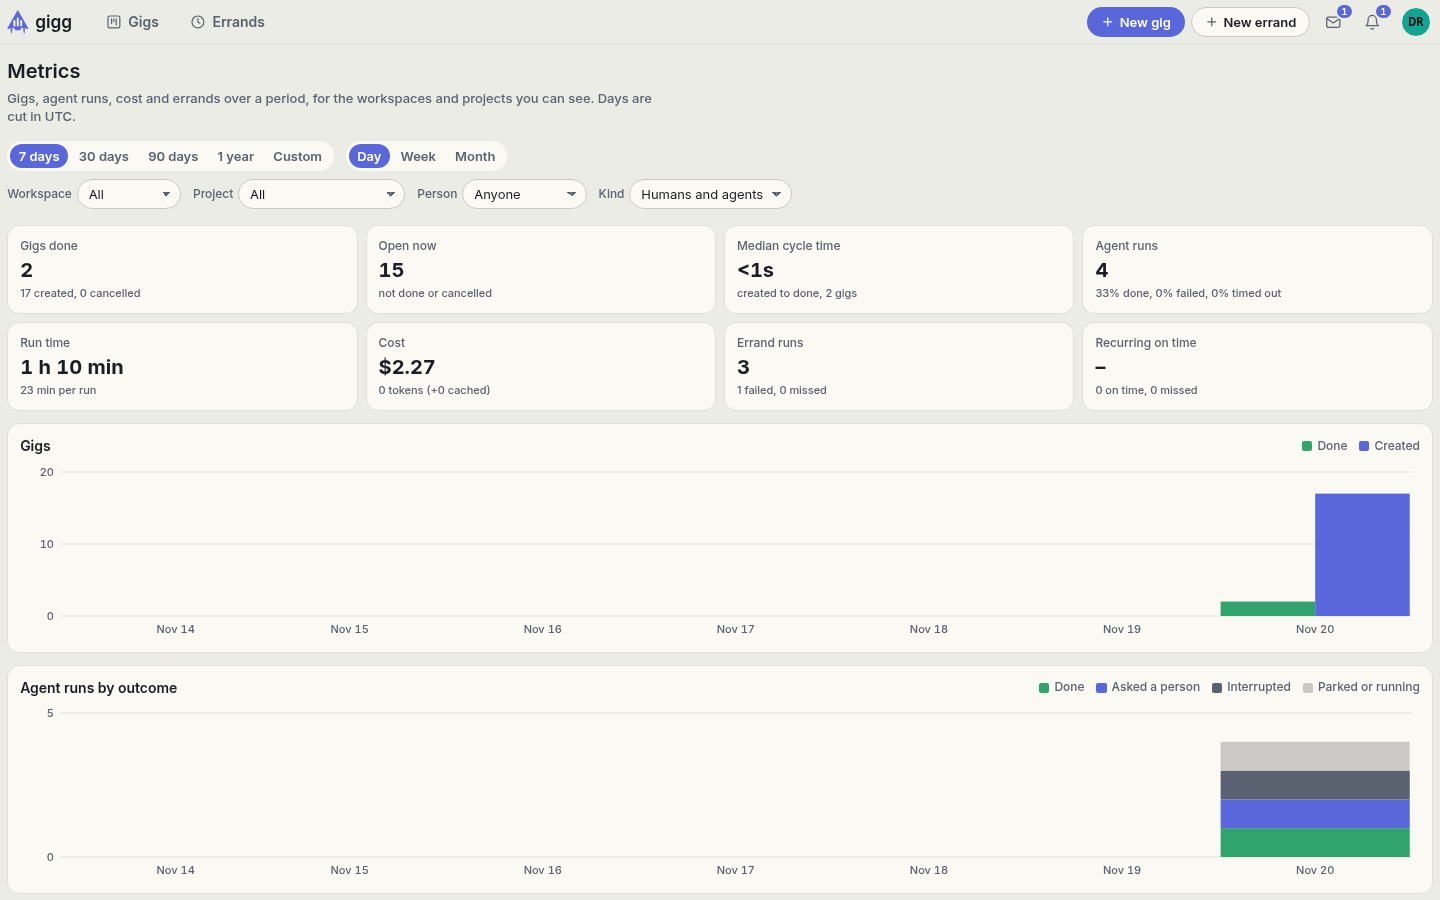 gigg
Gigs
Errands
+ New gig
+ New errand
1
1
DR
Metrics
Gigs, agent runs, cost and errands over a period, for the workspaces and projects you can see. Days are
cut in UTC.
7 days 30 days 90 days 1 year Custom
Day Week Month
Workspace All
Project All
Person Anyone
Kind Humans and agents
Gigs done
2
17 created, 0 cancelled
Open now
15
not done or cancelled
Median cycle time
<1s
created to done, 2 gigs
Agent runs
4
33% done, 0% failed, 0% timed out
Run time
1 h 10 min
23 min per run
Cost
$2.27
0 tokens (+0 cached)
Errand runs
3
1 failed, 0 missed
Recurring on time
–
0 on time, 0 missed
Gigs
Done Created
20
10
0
Nov 14 Nov 15 Nov 16 Nov 17 Nov 18 Nov 19 Nov 20
Agent runs by outcome
Done Asked a person Interrupted Parked or running
5
0
Nov 14 Nov 15 Nov 16 Nov 17 Nov 18 Nov 19 Nov 20